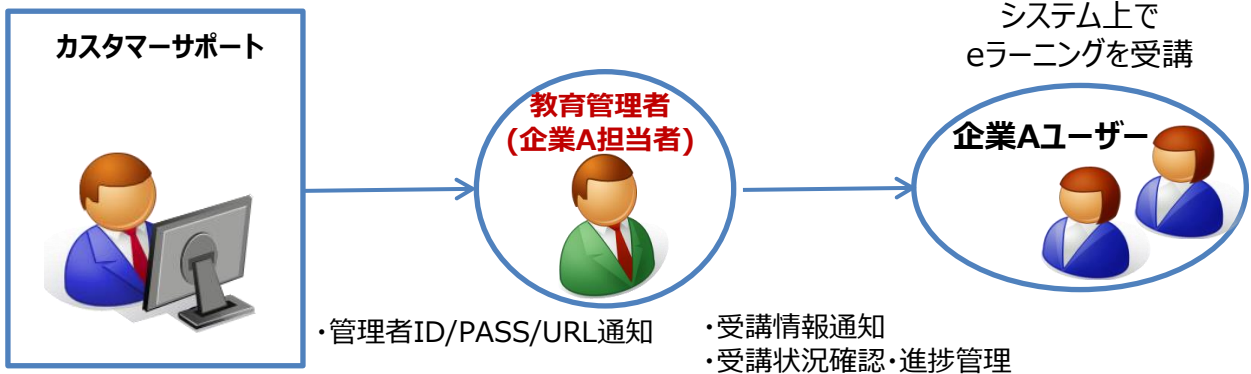 カスタマーサポート
教育管理者
(企業A担当者)
システム上で
eラーニングを受講
企業Aユーザー
・管理者ID/PASS/URL通知
・受講情報通知
・受講状況確認・進捗管理